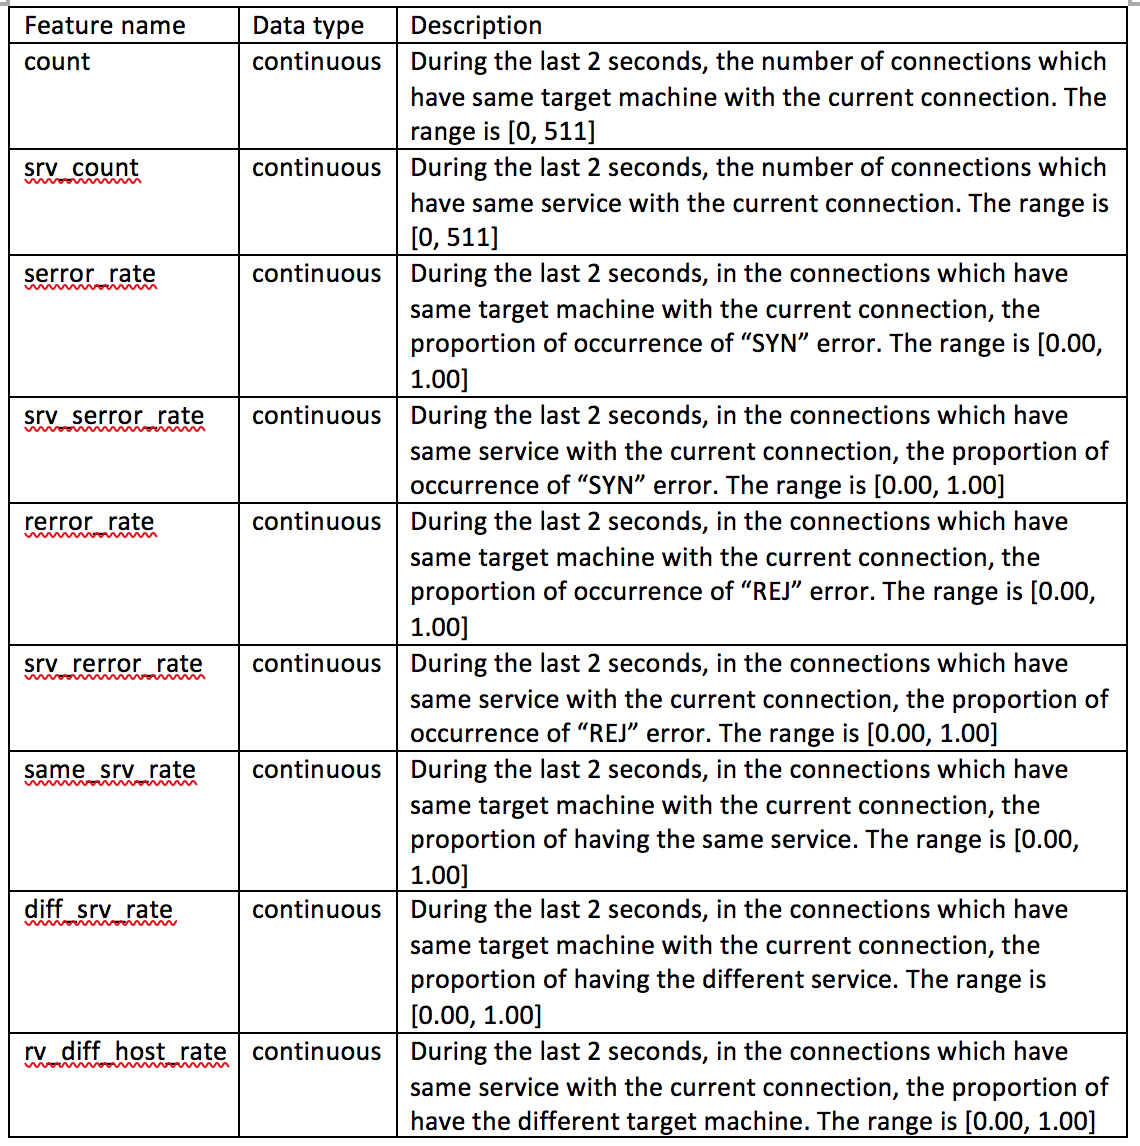 Feature name Data type Description
count continuous During the last 2 seconds, the number of connections which
have same target machine with the current connection. The
range is [0, 511]
srv_count continuous During the last 2 seconds, the number of connections which
have same service with the current connection. The range is
[0, 511]
serror_rate continuous During the last 2 seconds, in the connections which have
same target machine with the current connection, the
proportion of occurrence of “SYN” error. The range is [0.00,
1.00]
srv_serror_rate continuous During the last 2 seconds, in the connections which have
same service with the current connection, the proportion of
occurrence of “SYN” error. The range is [0.00, 1.00]
rerror_rate continuous During the last 2 seconds, in the connections which have
same target machine with the current connection, the
proportion of occurrence of “REJ” error. The range is [0.00,
1.00]
srv_rerror_rate continuous During the last 2 seconds, in the connections which have
same service with the current connection, the proportion of
occurrence of “REJ” error. The range is [0.00, 1.00]
same_srv_rate continuous During the last 2 seconds, in the connections which have
same target machine with the current connection, the
proportion of having the same service. The range is [0.00,
1.00]
diff_srv_rate continuous During the last 2 seconds, in the connections which have
same target machine with the current connection, the
proportion of having the different service. The range is
[0.00, 1.00]
rv_diff_host_rate continuous During the last 2 seconds, in the connections which have
same service with the current connection, the proportion of
have the different target machine. The range is [0.00, 1.00]